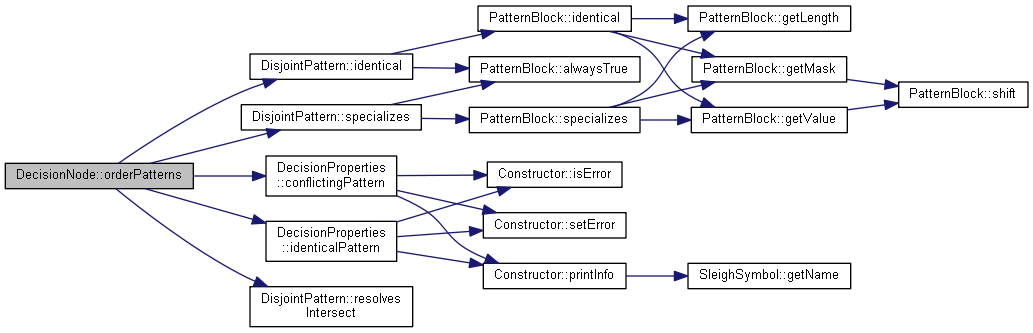 DecisionNode::orderPatterns
DisjointPattern::identical
DisjointPattern::specializes
DecisionProperties
::conflictingPattern
DecisionProperties
::identicalPattern
DisjointPattern::resolves
Intersect
PatternBlock::identical
PatternBlock::alwaysTrue
PatternBlock::specializes
Constructor::isError
Constructor::setError
Constructor::printInfo
PatternBlock::getLength
PatternBlock::getMask
PatternBlock::getValue
SleighSymbol::getName
PatternBlock::shift